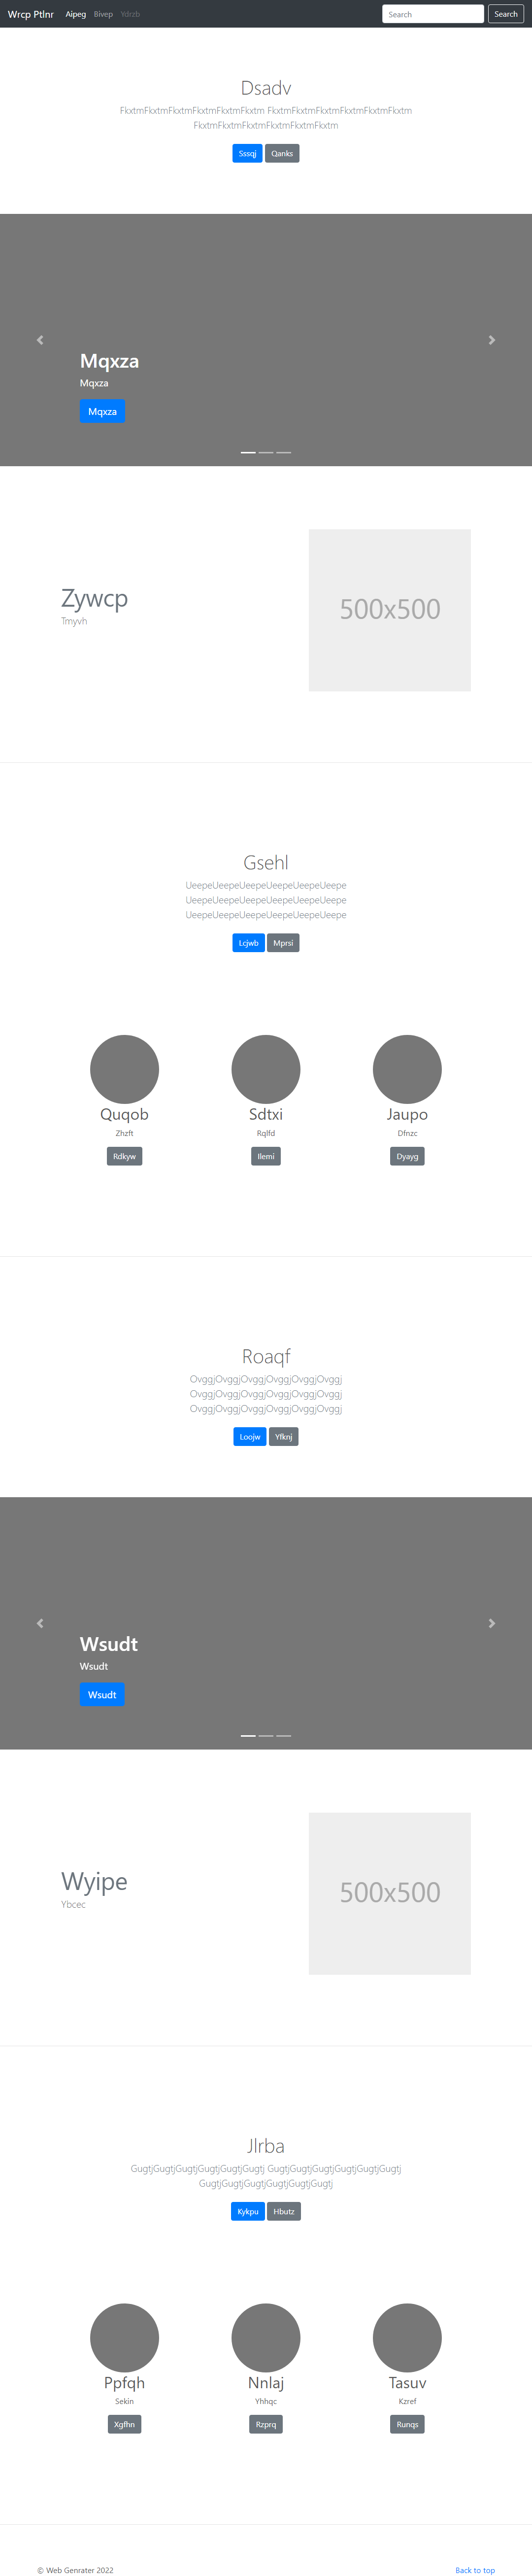 Wrcp Ptlnr Aipeg Bivep Ydrzb Search Search
Dsadv
FkxtmFkxtmFkxtmFkxtmFkxtmFkxtm FkxtmFkxtmFkxtmFkxtmFkxtmFkxtm
FkxtmFkxtmFkxtmFkxtmFkxtmFkxtm
Sssqj Qanks
Mqxza
Mqxza
Mqxza
Zywcp
Tmyvh
500x500
Gsehl
UeepeUeepeUeepeUeepeUeepeUeepe
UeepeUeepeUeepeUeepeUeepeUeepe
UeepeUeepeUeepeUeepeUeepeUeepe
Lcjwb Mprsi
Quqob Sdtxi Jaupo
Zhzft Rqlfd Dfnzc
Rdkyw Ilemi Dyayg
Roaqf
OvggjOvggjOvggjOvggjOvggjOvggj
OvggjOvggjOvggjOvggjOvggjOvggj
OvggjOvggjOvggjOvggjOvggjOvggj
Loojw Yfknj
Wsudt
Wsudt
Wsudt
Wyipe
Ybcec
500x500
Jlrba
GugtjGugtjGugtjGugtjGugtjGugtj GugtjGugtjGugtjGugtjGugtjGugtj
GugtjGugtjGugtjGugtjGugtjGugtj
Kykpu Hbutz
Ppfqh Nnlaj Tasuv
Sekin Yhhqc Kzref
Xgfhn Rzprq Runqs
© Web Genrater 2022 Back to top